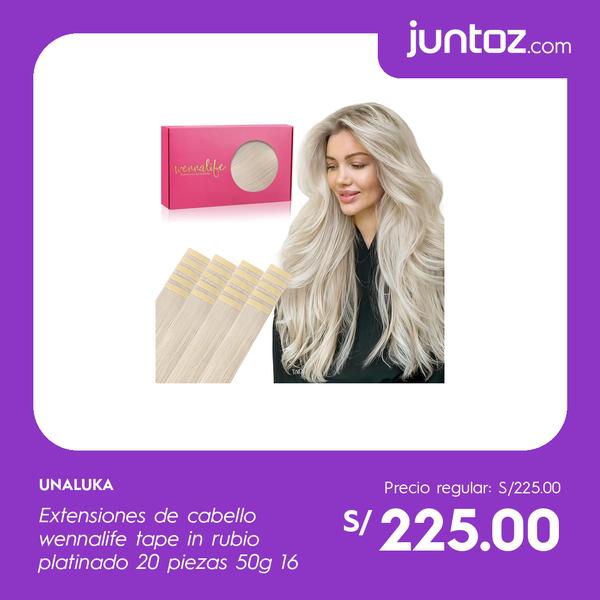 juntoz.com
wennalife
UNALUKA
Extensiones de cabello
wennalife tape in rubio
platinado 20 piezas 50g 16
Precio regular: S/225.00
S/ 225.00